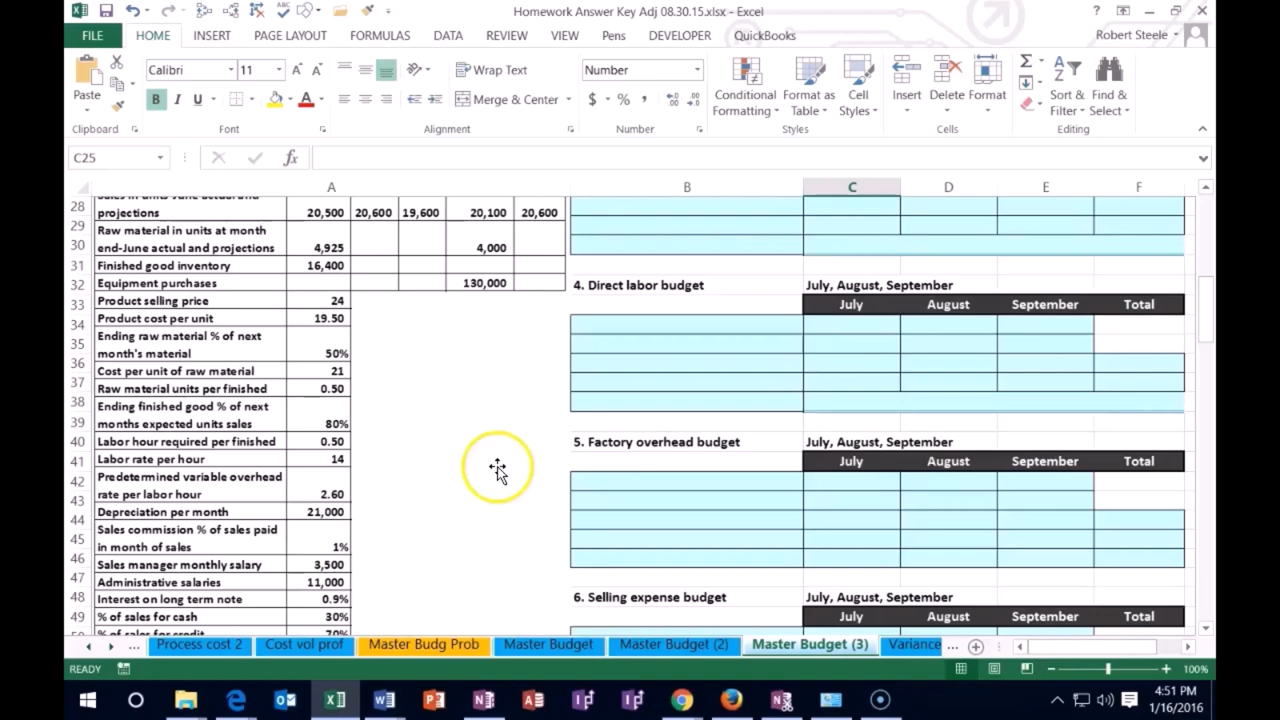 Homework Answer Key Adj 08.30.15.xlsx - Excel
FILE HOME INSERT PAGE LAYOUT FORMULAS DATA REVIEW VIEW Pens DEVELOPER QuickBooks Robert Steele
Calibri 11 Wrap Text Number
Paste B I U Merge & Center $ % Conditional Formatting Format as Table Cell Styles Insert Delete Format Sort & Filter Find & Select
Clipboard Font Alignment Number Styles Cells Editing
C25 fx
A B C D E F
28 Sales in units-June actual and
projections 20,500 20,600 19,600 20,100 20,600
29 Raw material in units at month
30 end-June actual and projections 4,925 4,000
31 Finished good inventory 16,400
32 Equipment purchases 130,000
33 Product selling price 24
Product cost per unit 19.50
34 Ending raw material % of next
35 month's material 50%
36 Cost per unit of raw material 21
37 Raw material units per finished 0.50
38 Ending finished good % of next
39 months expected units sales 80%
40 Labor hour required per finished 0.50
41 Labor rate per hour 14
42 Predetermined variable overhead
43 rate per labor hour 2.60
44 Depreciation per month 21,000
45 Sales commission % of sales paid
in month of sales 1%
46 Sales manager monthly salary 3,500
47 Administrative salaries 11,000
48 Interest on long term note 0.9%
49 % of sales for cash 30%
50 % of sales for credit 70%
4. Direct labor budget July, August, September
July August September Total
5. Factory overhead budget July, August, September
July August September Total
6. Selling expense budget July, August, September
July August September Total
... Process cost 2 Cost vol prof Master Budg Prob Master Budget Master Budget (2) Master Budget (3) Variance ...
READY 100%
4:51 PM
1/16/2016